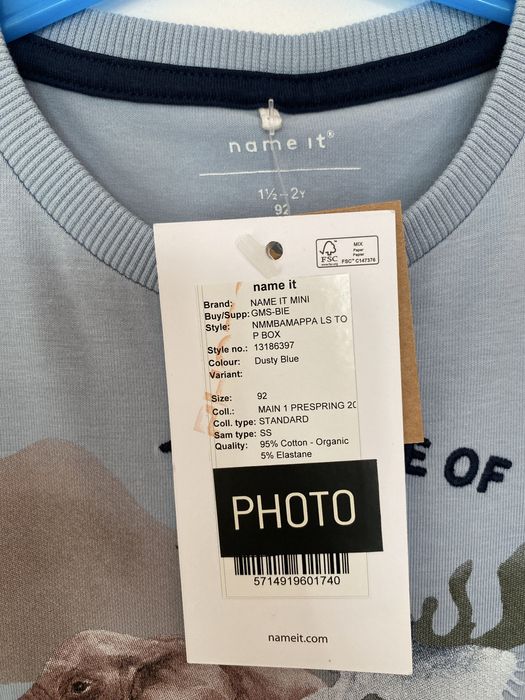 name it®
1½-2Y
92
FSC
MIX
Paper
Papier
Papier
FSC® C147376
name it
Brand: NAME IT MINI
Buy/Supp: GMS-BIE
Style: NMMBAMAPPA LS TO
P BOX
Style no.: 13186397
Colour: Dusty Blue
Variant:
Size: 92
Coll.: MAIN 1 PRESPRING 20
Coll. type: STANDARD
Sam type: SS
Quality: 95% Cotton - Organic
5% Elastane
OF
PHOTO
5714919601740
nameit.com